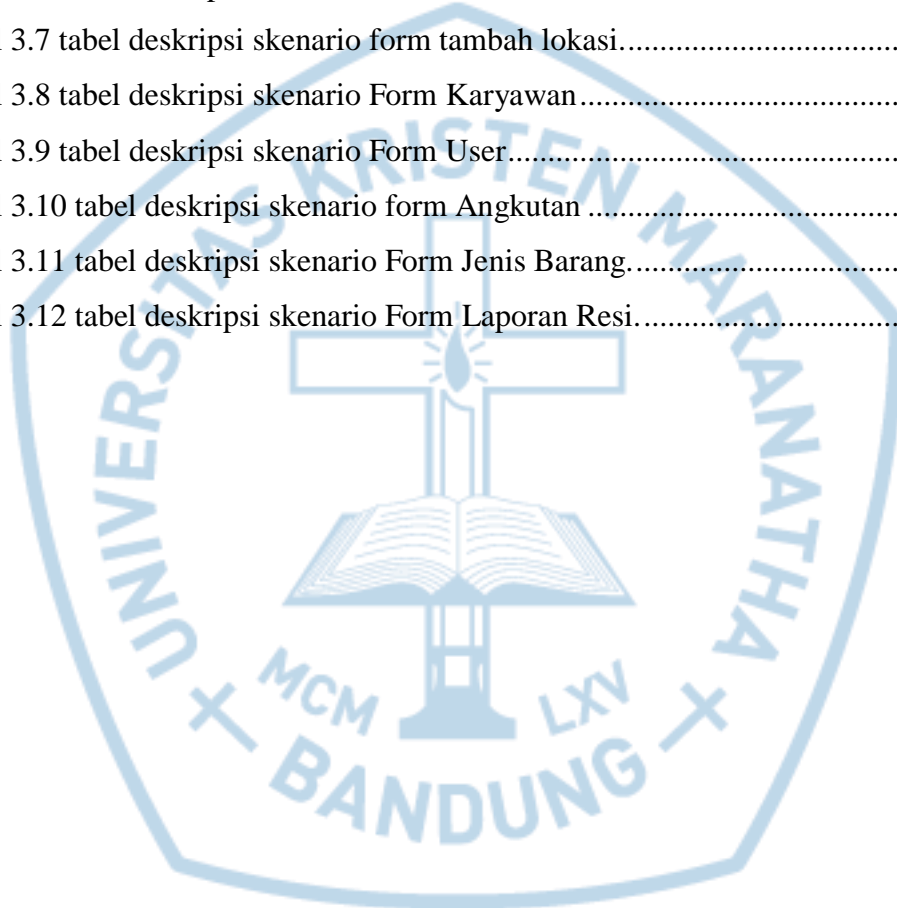 3.7 tabel deskripsi skenario form tambah lokasi.................................................
3.8 tabel deskripsi skenario Form Karyawan.................................................
3.9 tabel deskripsi skenario Form User.................................................
3.10 tabel deskripsi skenario form Angkutan.................................................
3.11 tabel deskripsi skenario Form Jenis Barang.................................................
3.12 tabel deskripsi skenario Form Laporan Resi.................................................
UNIVERSITAS KRISTEN MARANATHA
MCM LXV
BANDUNG